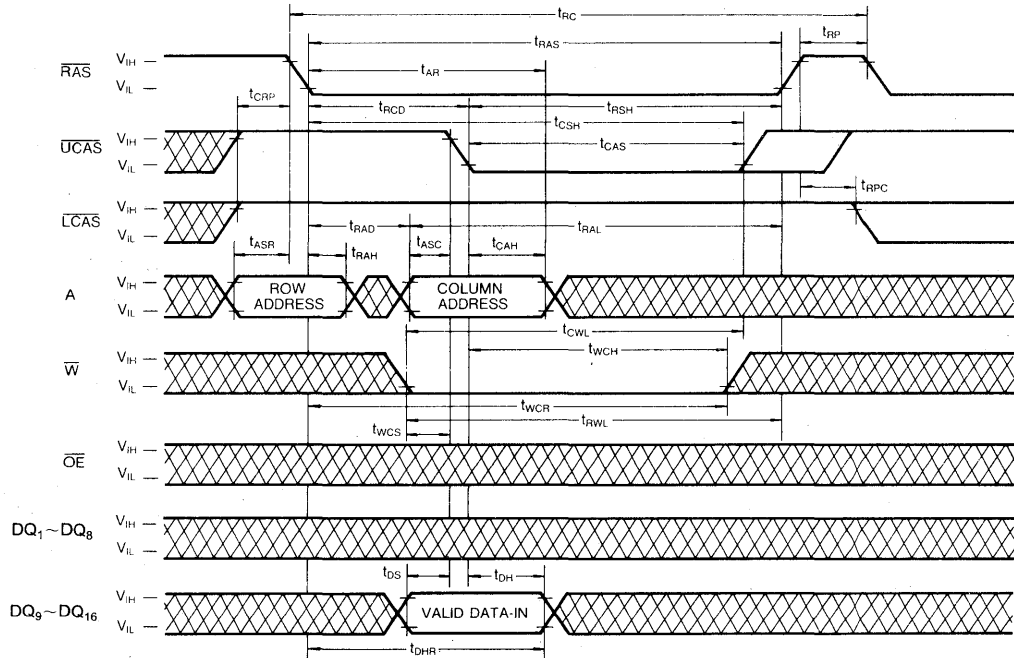 tRC
tRAS
tRP
RAS VIH
VIL
tAR
tCRP
tRCD
tRSH
tCSH
UCAS VIH
VIL
tCAS
tRPC
LCAS VIH
VIL
tRAD
tRAL
tASR
tRAH
tASC
tCAH
A VIH
VIL
ROW ADDRESS
COLUMN ADDRESS
tCWL
tWCH
W VIH
VIL
tWCR
tRWL
tWCS
OE VIH
VIL
DQ1~DQ8 VIH
VIL
tDS
tDH
DQ9~DQ16 VIH
VIL
VALID DATA-IN
tDHR